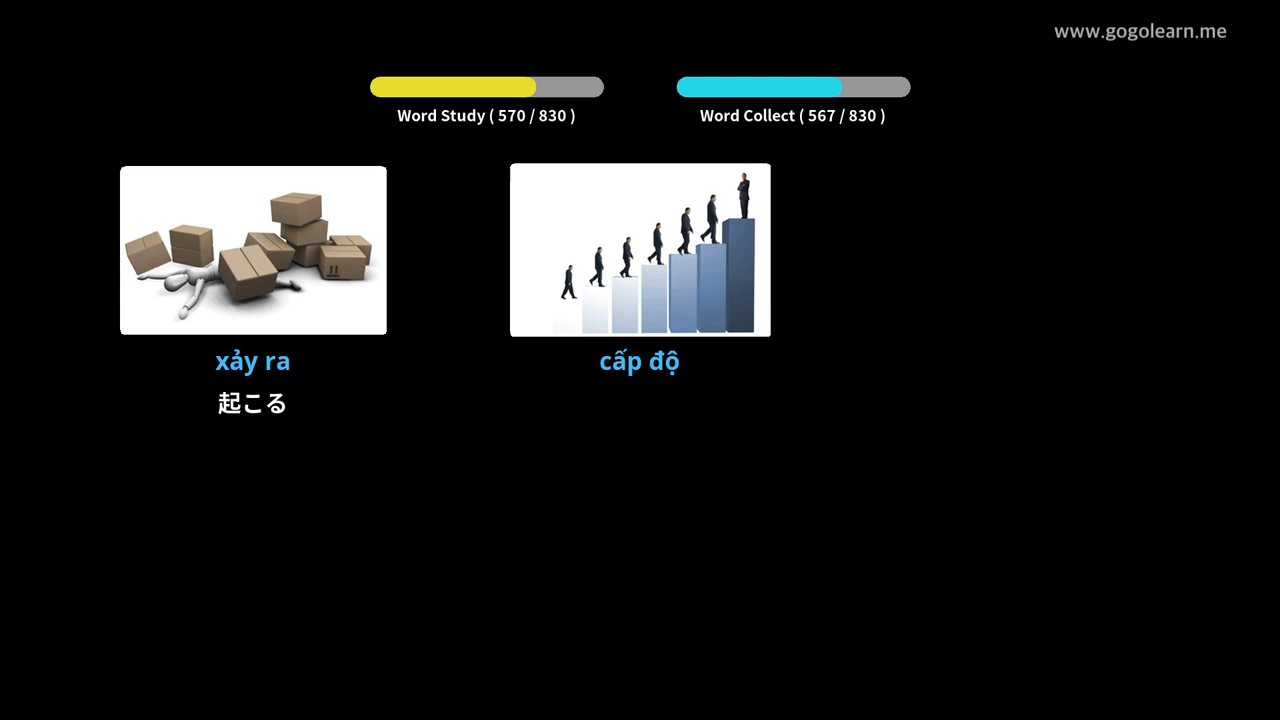 www.gogolearn.me
Word Study ( 570 / 830 )
Word Collect ( 567 / 830 )
xảy ra
cấp độ
起こる